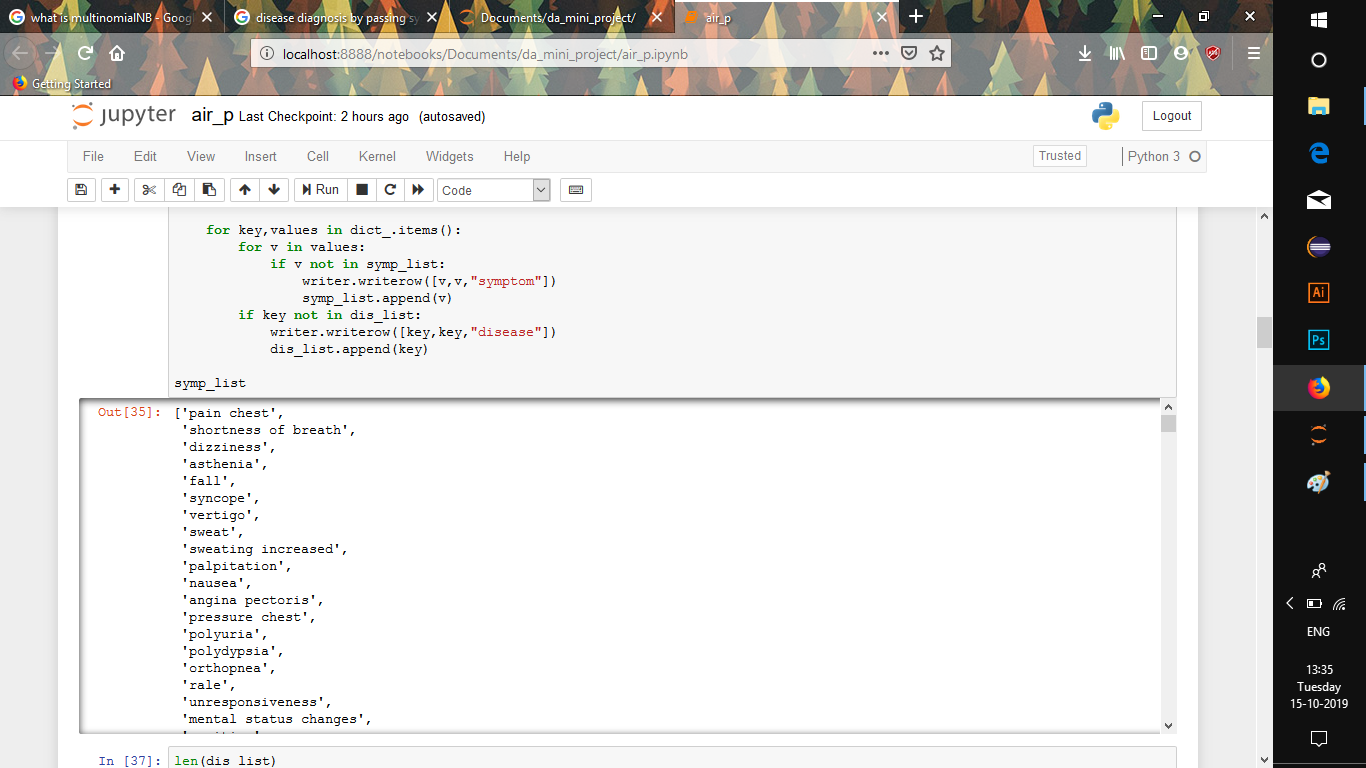 what is multinomialNB - Goog
disease diagnosis by passing sy
Documents/da_mini_project/
air_p
localhost:8888/notebooks/Documents/da_mini_project/air_p.ipynb
Getting Started
jupyter air_p Last Checkpoint: 2 hours ago (autosaved)
Logout
File Edit View Insert Cell Kernel Widgets Help
Trusted
Python 3
Run
Code
for key,values in dict_.items():
for v in values:
if v not in symp_list:
writer.writerow([v,v,"symptom"])
symp_list.append(v)
if key not in dis_list:
writer.writerow([key,key,"disease"])
dis_list.append(key)
symp_list
Out[35]: ['pain chest',
'shortness of breath',
'dizziness',
'asthenia',
'fall',
'syncope',
'vertigo',
'sweat',
'sweating increased',
'palpitation',
'nausea',
'angina pectoris',
'pressure chest',
'polyuria',
'polydypsia',
'orthopnea',
'rale',
'unresponsiveness',
'mental status changes',
In [37]: len(dis_list)
Ai
Ps
ENG
13:35
Tuesday
15-10-2019